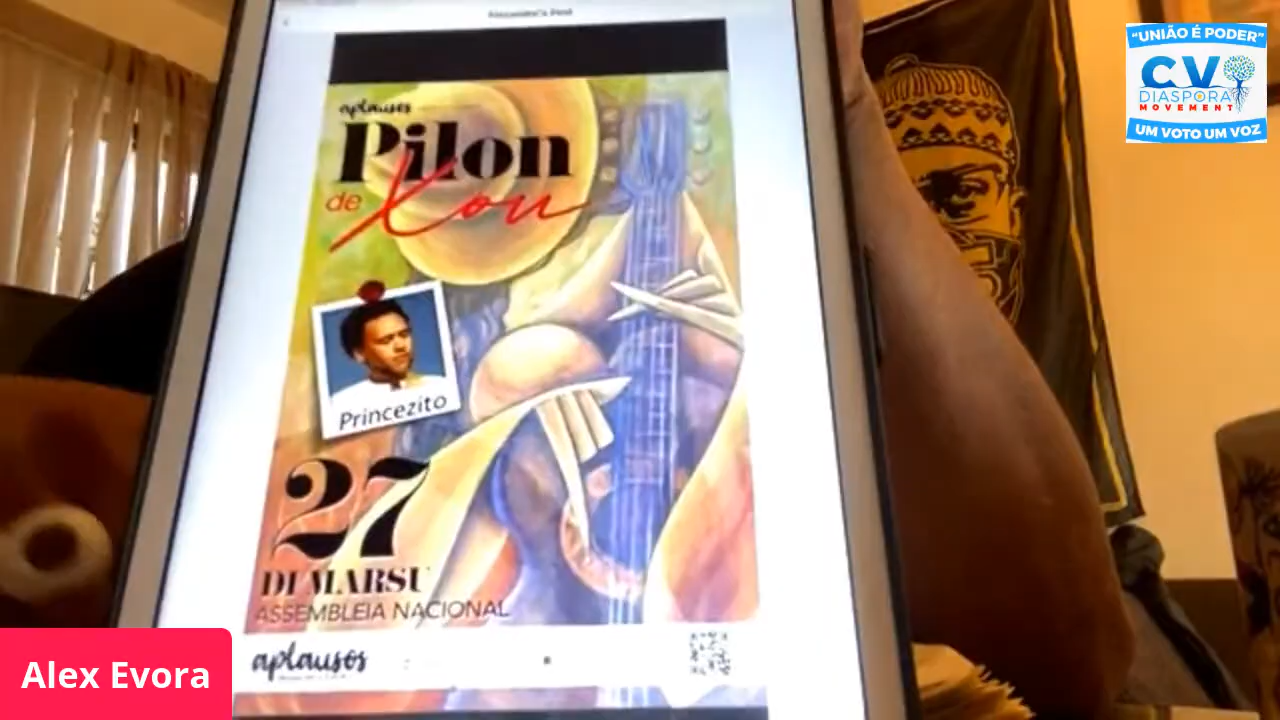 "UNIÃO É PODER"
CV
DIASPORA
MOVEMENT
UM VOTO UM VOZ
aplausos
Pilon
de Xou
Princezito
27
DI MARSU
ASSEMBLEIA NACIONAL
aplausos
Alex Evora